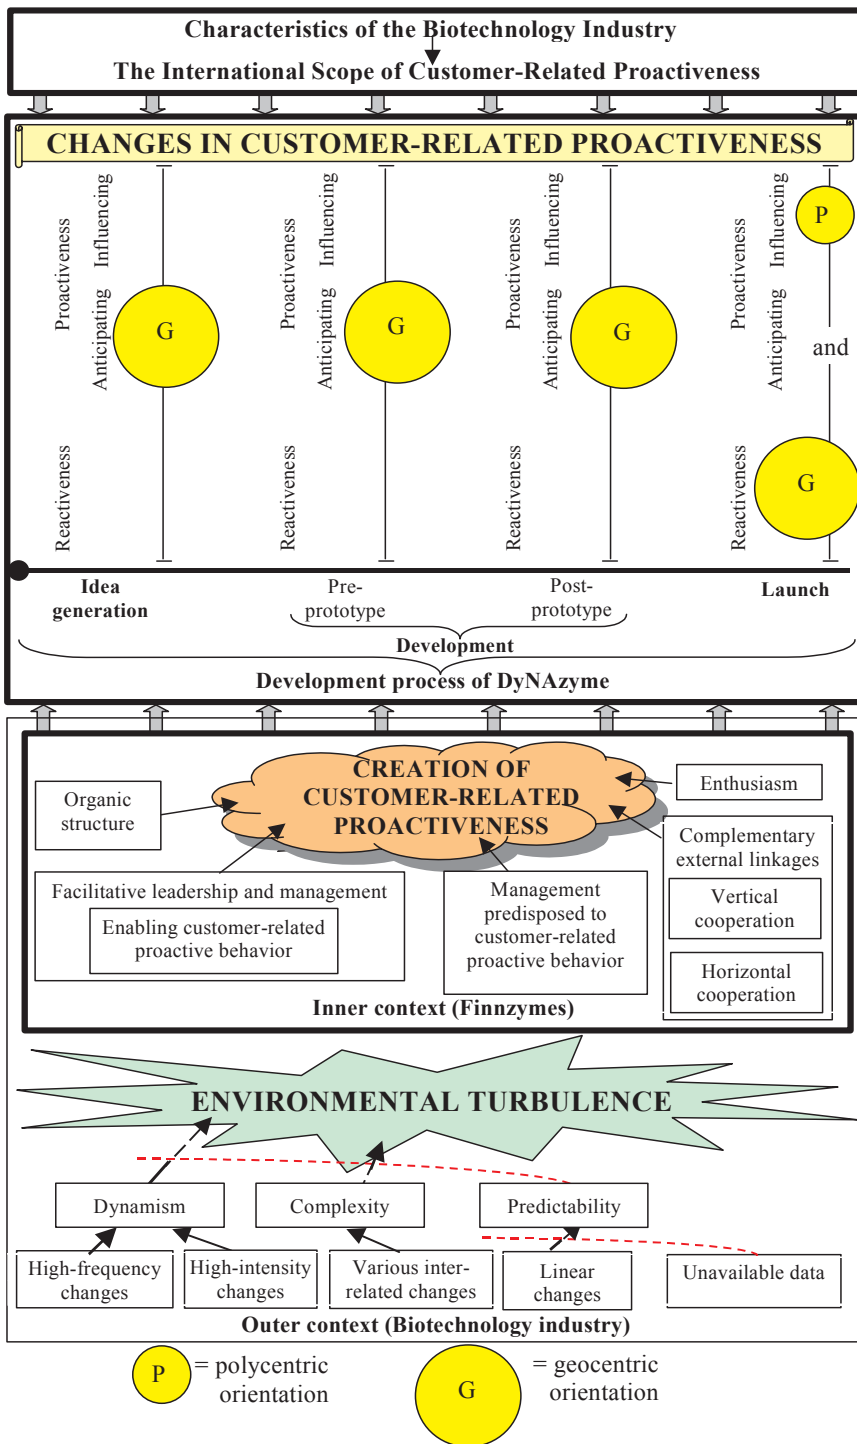 Characteristics of the Biotechnology Industry
The International Scope of Customer-Related Proactiveness
CHANGES IN CUSTOMER-RELATED PROACTIVENESS
Proactiveness
Influencing
Anticipating
Reactiveness
G
Proactiveness
Influencing
Anticipating
Reactiveness
G
Proactiveness
Influencing
Anticipating
Reactiveness
G
Proactiveness
Influencing
Anticipating
Reactiveness
P
and
G
Idea
generation
Pre-
prototype
Post-
prototype
Launch
Development
Development process of DyNAzyme
CREATION OF
CUSTOMER-RELATED
PROACTIVENESS
Organic
structure
Enthusiasm
Complementary
external linkages
Vertical
cooperation
Horizontal
cooperation
Facilitative leadership and management
Enabling customer-related
proactive behavior
Management
predisposed to
customer-related
proactive behavior
Inner context (Finnzymes)
ENVIRONMENTAL TURBULENCE
Dynamism
Complexity
Predictability
High-frequency
changes
High-intensity
changes
Various inter-
related changes
Linear
changes
Unavailable data
Outer context (Biotechnology industry)
P
= polycentric
orientation
G
= geocentric
orientation